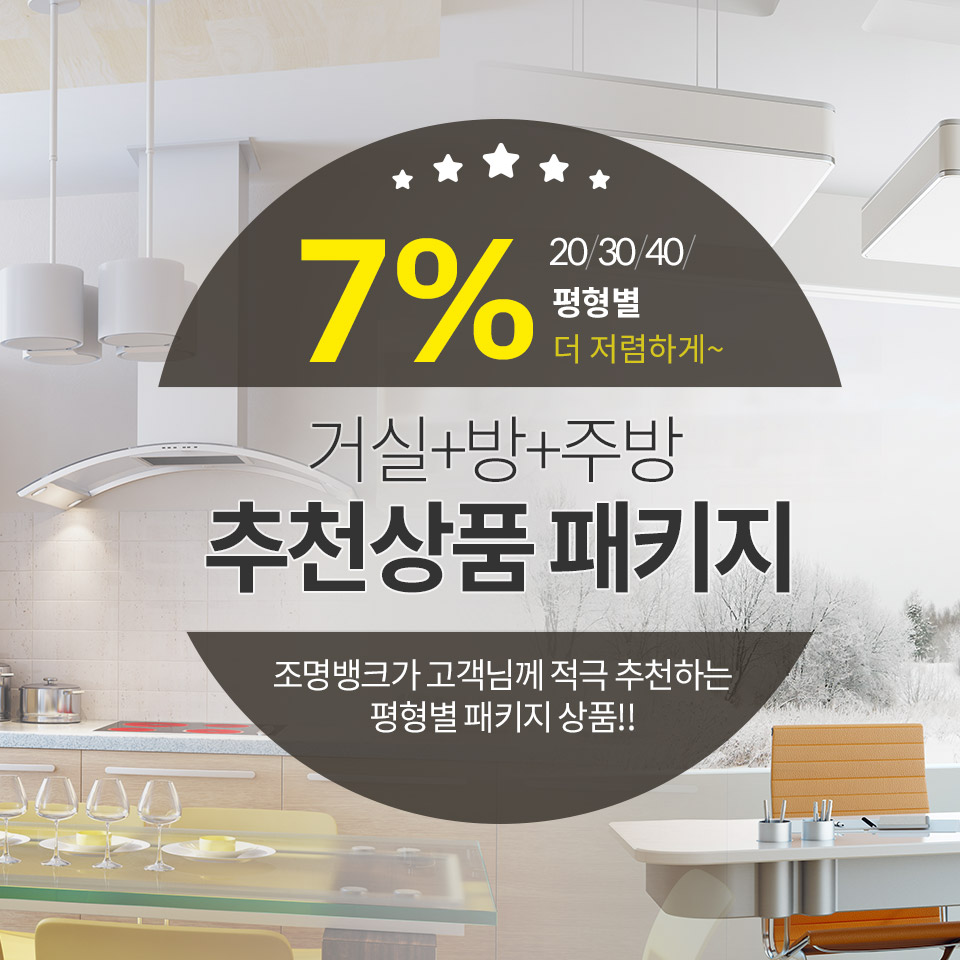 7%
20/30/40/
평형별
더 저렴하게~
거실+방+주방
추천상품 패키지
조명뱅크가 고객님께 적극 추천하는
평형별 패키지 상품!!